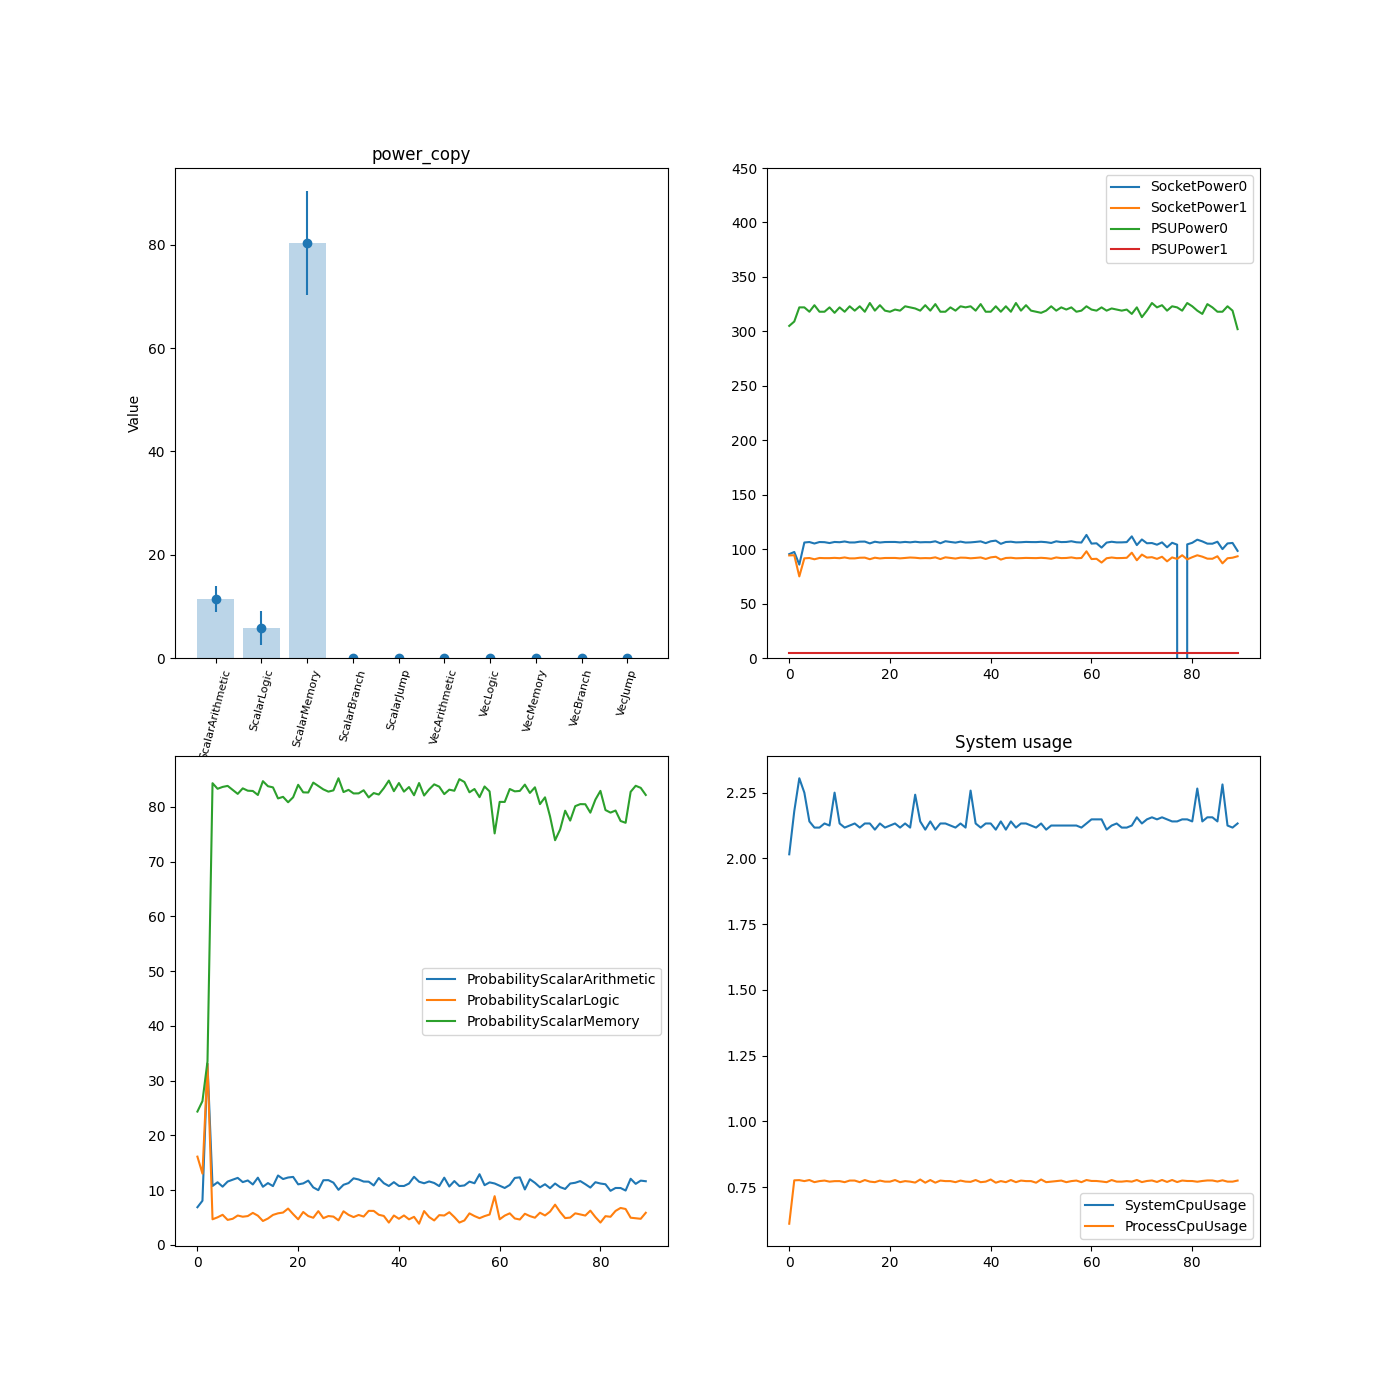 power_copy
Value
80
60
40
20
0
ScalarArithmetic
ScalarLogic
ScalarMemory
ScalarBranch
ScalarJump
VecArithmetic
VecLogic
VecMemory
VecBranch
VecJump
450
400
350
300
250
200
150
100
50
0
SocketPower0
SocketPower1
PSUPower0
PSUPower1
0 20 40 60 80
80
70
60
50
40
30
20
10
0
ProbabilityScalarArithmetic
ProbabilityScalarLogic
ProbabilityScalarMemory
0 20 40 60 80
System usage
2.25
2.00
1.75
1.50
1.25
1.00
0.75
SystemCpuUsage
ProcessCpuUsage
0 20 40 60 80